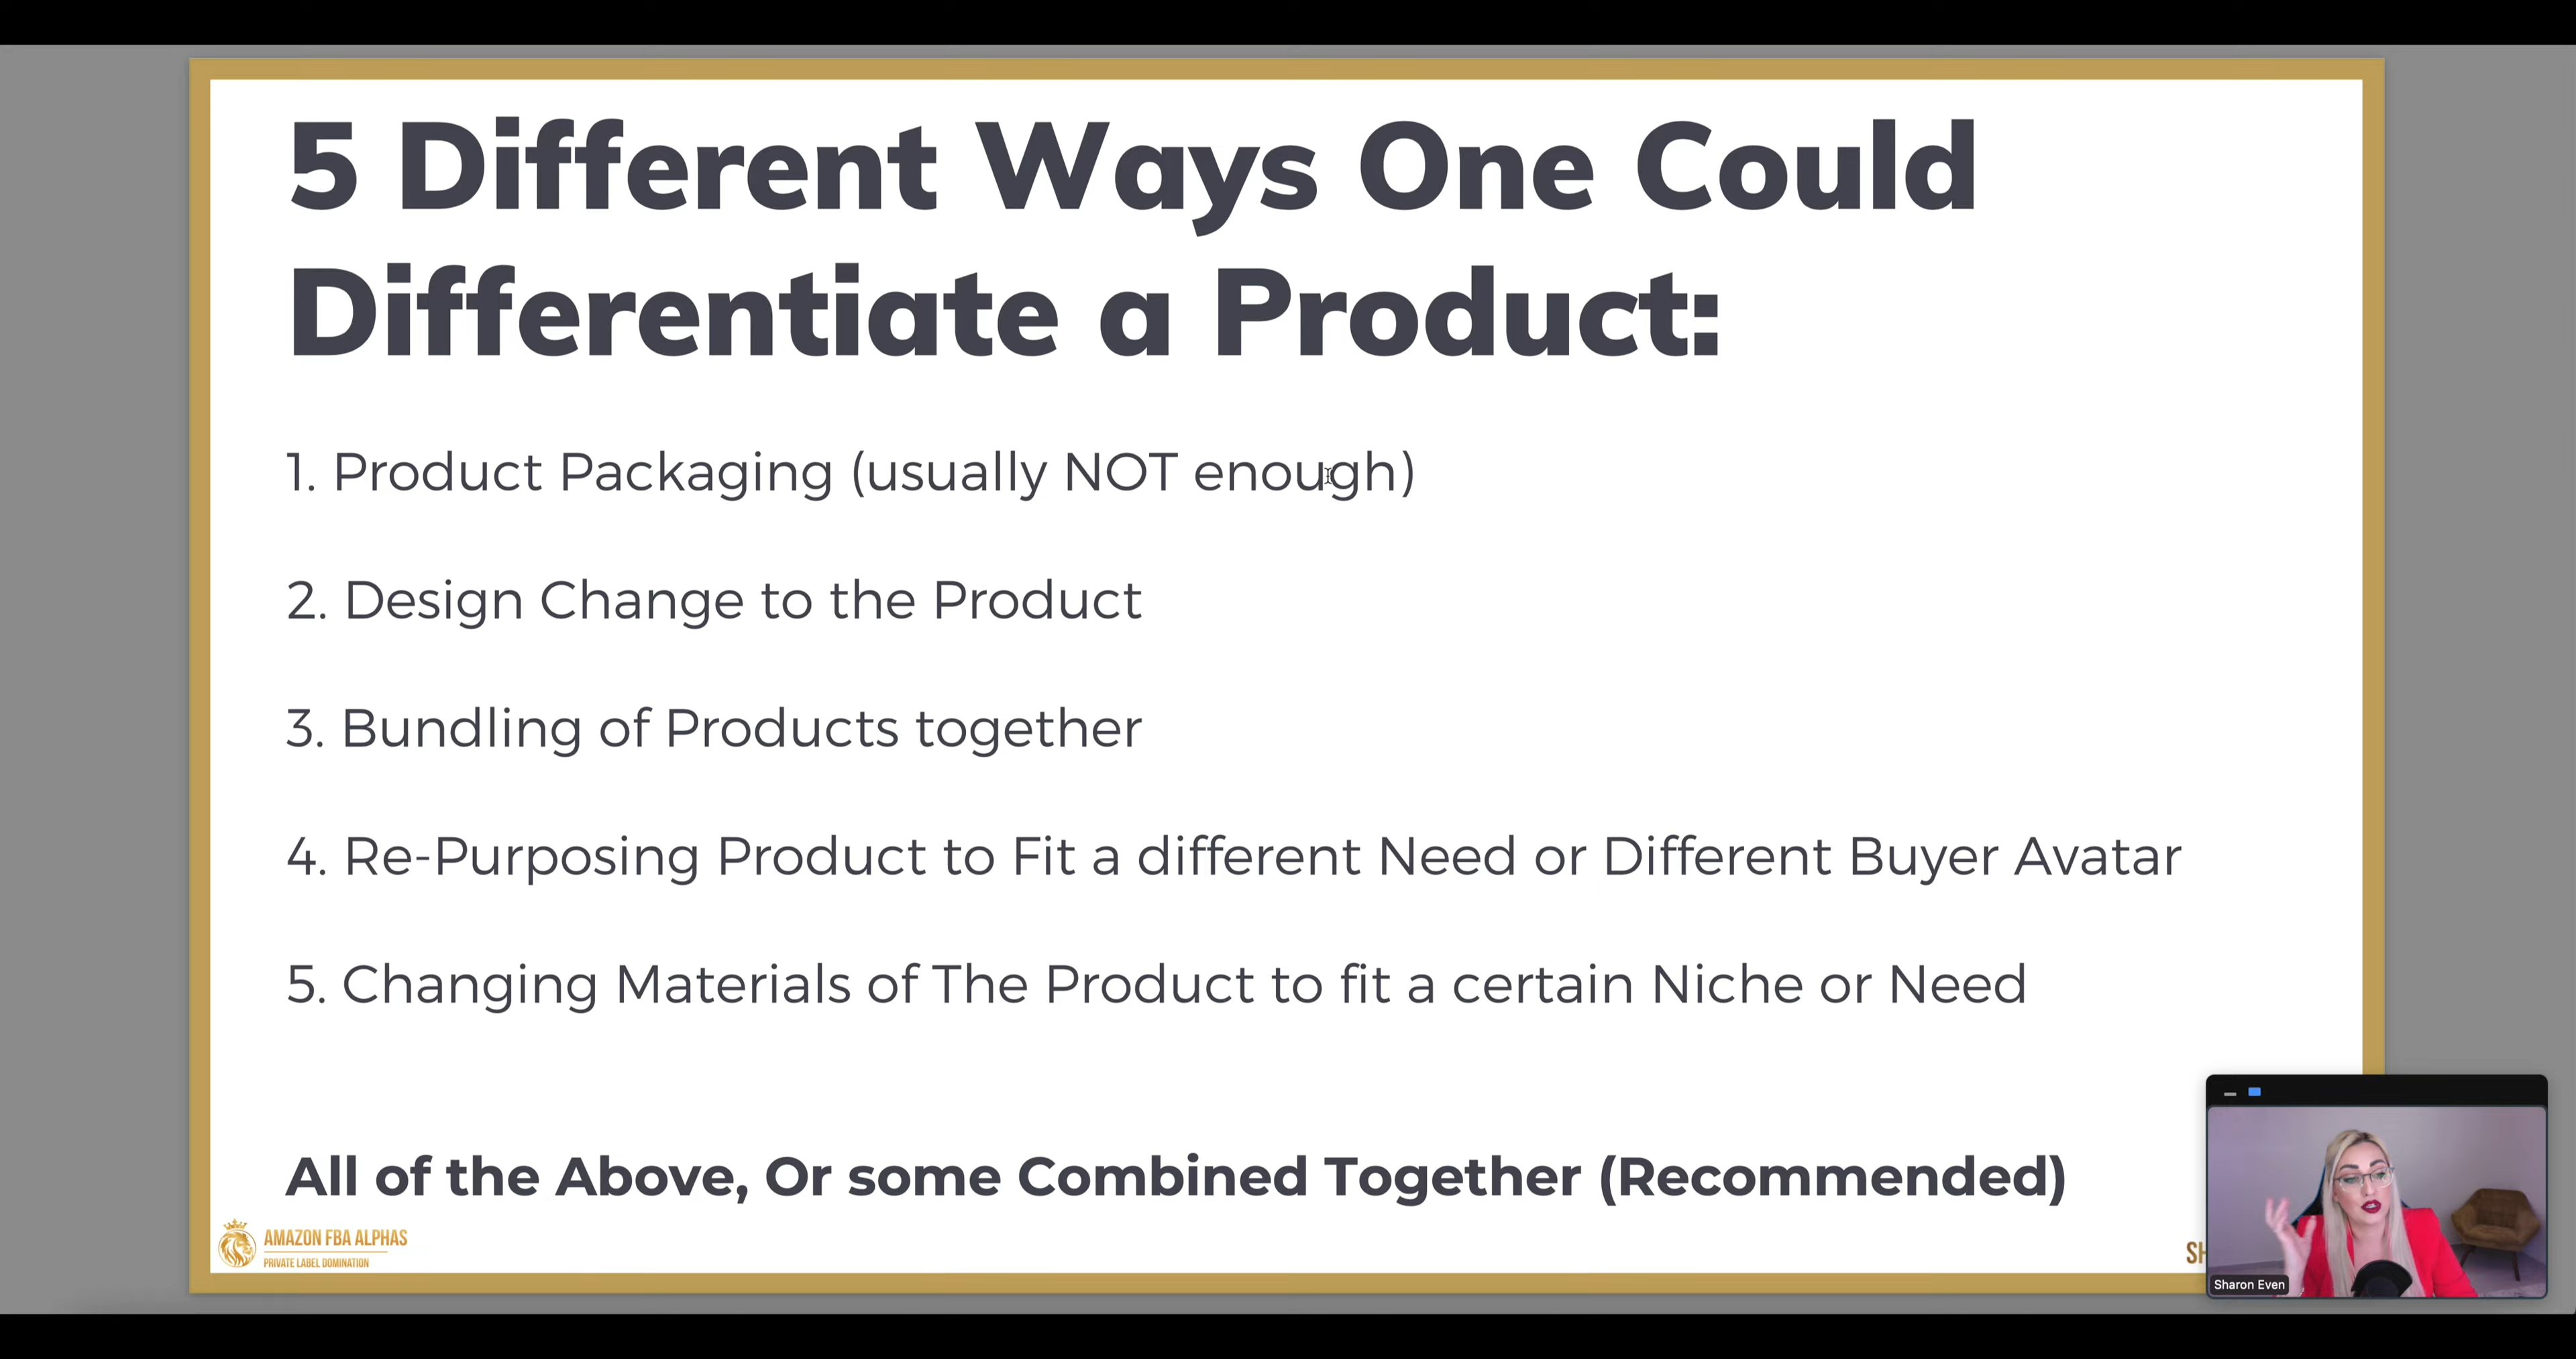 5 Different Ways One Could
Differentiate a Product:
1. Product Packaging (usually NOT enough)
2. Design Change to the Product
3. Bundling of Products together
4. Re-Purposing Product to Fit a different Need or Different Buyer Avatar
5. Changing Materials of The Product to fit a certain Niche or Need
All of the Above, Or some Combined Together (Recommended)
AMAZON FBA ALPHAS
PRIVATE LABEL DOMINATION
Sharon Even